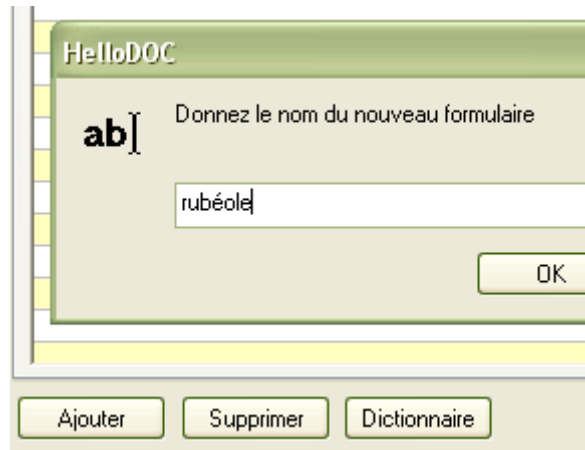 HelloDOC
ab
Donnez le nom du nouveau formulaire
rubéole
OK
Ajouter Supprimer Dictionnaire